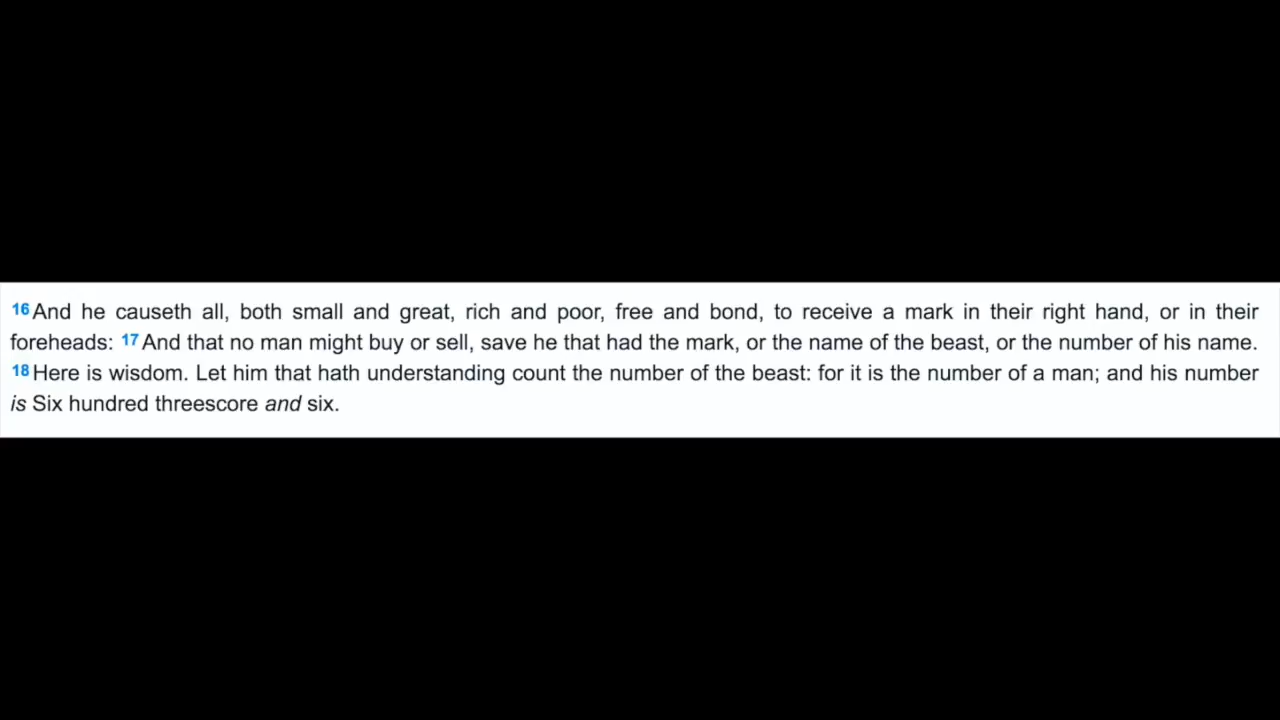 16 And he causeth all, both small and great, rich and poor, free and bond, to receive a mark in their right hand, or in their
foreheads: 17 And that no man might buy or sell, save he that had the mark, or the name of the beast, or the number of his name.
18 Here is wisdom. Let him that hath understanding count the number of the beast: for it is the number of a man; and his number
is Six hundred threescore and six.